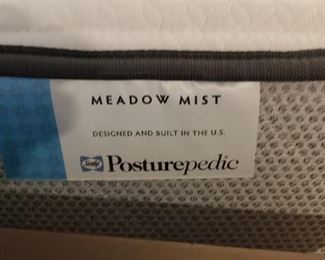 MEADOW MIST
DESIGNED AND BUILT IN THE U.S.
Sealy Posturepedic